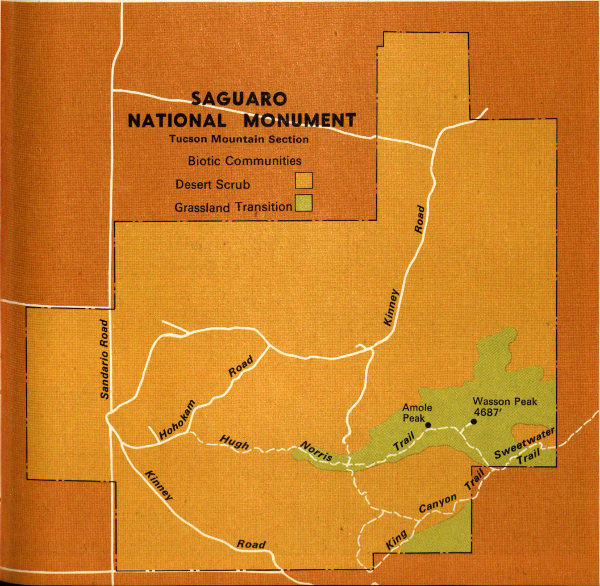 SAGUARO
NATIONAL MONUMENT
Tucson Mountain Section
Biotic Communities
Desert Scrub
Grassland Transition
Kinney Road
Sandario Road
Hohokam Road
Amole
Peak
Wasson Peak
4687'
Hugh Norris Trail
Sweetwater
Trail
King Canyon Trail
Kinney Road